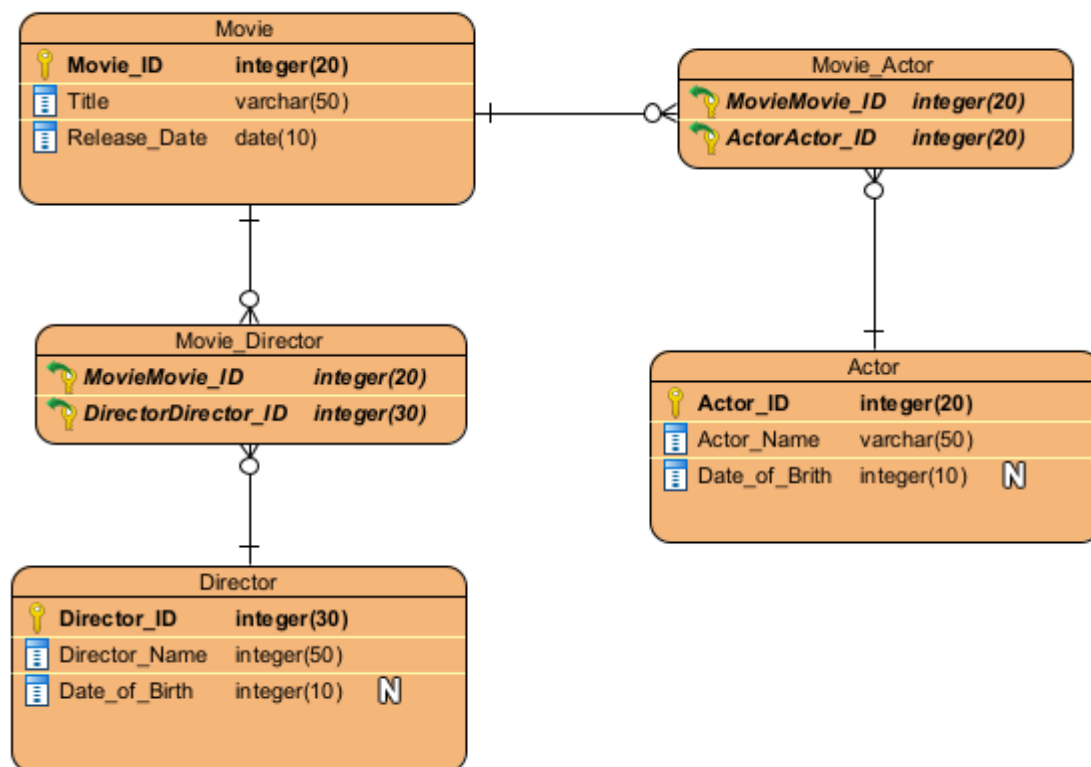 Movie
Movie_ID integer(20)
Title varchar(50)
Release_Date date(10)
Movie_Actor
MovieMovie_ID integer(20)
ActorActor_ID integer(20)
Movie_Director
MovieMovie_ID integer(20)
DirectorDirector_ID integer(30)
Actor
Actor_ID integer(20)
Actor_Name varchar(50)
Date_of_Brith integer(10) N
Director
Director_ID integer(30)
Director_Name integer(50)
Date_of_Birth integer(10) N